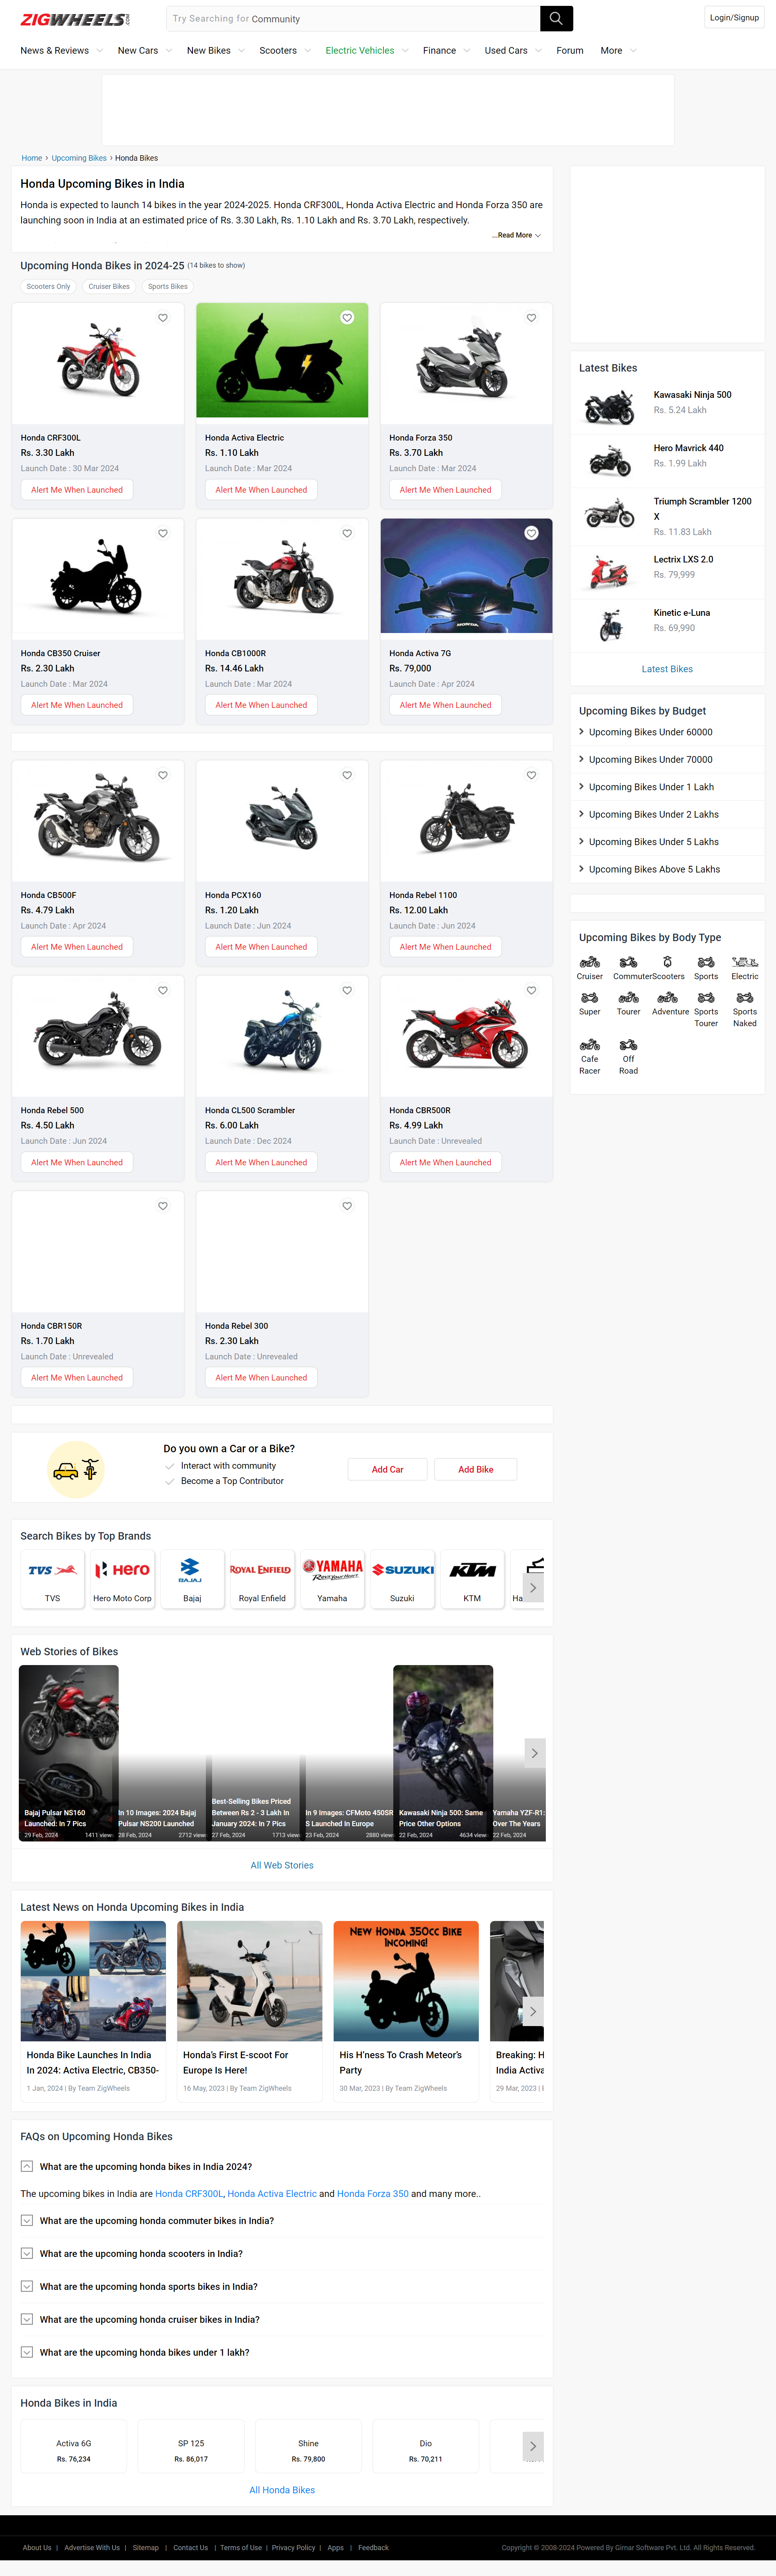 ZIGWHEELS.COM
Try Searching for Community
Login/Signup
News & Reviews
New Cars
New Bikes
Scooters
Electric Vehicles
Finance
Used Cars
Forum
More
Home › Upcoming Bikes › Honda Bikes
Honda Upcoming Bikes in India
Honda is expected to launch 14 bikes in the year 2024-2025. Honda CRF300L, Honda Activa Electric and Honda Forza 350 are
launching soon in India at an estimated price of Rs. 3.30 Lakh, Rs. 1.10 Lakh and Rs. 3.70 Lakh, respectively.
...Read More
Upcoming Honda Bikes in 2024-25 (14 bikes to show)
Scooters Only
Cruiser Bikes
Sports Bikes
Honda CRF300L
Rs. 3.30 Lakh
Launch Date : 30 Mar 2024
Alert Me When Launched
Honda Activa Electric
Rs. 1.10 Lakh
Launch Date : Mar 2024
Alert Me When Launched
Honda Forza 350
Rs. 3.70 Lakh
Launch Date : Mar 2024
Alert Me When Launched
Honda CB350 Cruiser
Rs. 2.30 Lakh
Launch Date : Mar 2024
Alert Me When Launched
Honda CB1000R
Rs. 14.46 Lakh
Launch Date : Mar 2024
Alert Me When Launched
HONDA
Honda Activa 7G
Rs. 79,000
Launch Date : Apr 2024
Alert Me When Launched
Honda CB500F
Rs. 4.79 Lakh
Launch Date : Apr 2024
Alert Me When Launched
Honda PCX160
Rs. 1.20 Lakh
Launch Date : Jun 2024
Alert Me When Launched
Honda Rebel 1100
Rs. 12.00 Lakh
Launch Date : Jun 2024
Alert Me When Launched
Honda Rebel 500
Rs. 4.50 Lakh
Launch Date : Jun 2024
Alert Me When Launched
Honda CL500 Scrambler
Rs. 6.00 Lakh
Launch Date : Dec 2024
Alert Me When Launched
Honda CBR500R
Rs. 4.99 Lakh
Launch Date : Unrevealed
Alert Me When Launched
Honda CBR150R
Rs. 1.70 Lakh
Launch Date : Unrevealed
Alert Me When Launched
Honda Rebel 300
Rs. 2.30 Lakh
Launch Date : Unrevealed
Alert Me When Launched
Latest Bikes
Kawasaki Ninja 500
Rs. 5.24 Lakh
Hero Mavrick 440
Rs. 1.99 Lakh
Triumph Scrambler 1200
X
Rs. 11.83 Lakh
Lectrix LXS 2.0
Rs. 79,999
Kinetic e-Luna
Rs. 69,990
Latest Bikes
Upcoming Bikes by Budget
Upcoming Bikes Under 60000
Upcoming Bikes Under 70000
Upcoming Bikes Under 1 Lakh
Upcoming Bikes Under 2 Lakhs
Upcoming Bikes Under 5 Lakhs
Upcoming Bikes Above 5 Lakhs
Upcoming Bikes by Body Type
Cruiser
Commuter
Scooters
Sports
Electric
Super
Tourer
Adventure
Sports
Tourer
Sports
Naked
Cafe
Racer
Off
Road
Do you own a Car or a Bike?
Interact with community
Become a Top Contributor
Add Car
Add Bike
Search Bikes by Top Brands
TVS
TVS
Hero
Hero Moto Corp
BAJAJ
Bajaj
ROYAL ENFIELD
Royal Enfield
YAMAHA
Revs Your Heart
Yamaha
SUZUKI
Suzuki
KTM
KTM
Ha
Web Stories of Bikes
Bajaj Pulsar NS160
Launched: In 7 Pics
29 Feb, 2024
1411 view
In 10 Images: 2024 Bajaj
Pulsar NS200 Launched
28 Feb, 2024
2712 view
Best-Selling Bikes Priced
Between Rs 2 - 3 Lakh In
January 2024: In 7 Pics
27 Feb, 2024
1713 view
In 9 Images: CFMoto 450SR
S Launched In Europe
23 Feb, 2024
2880 view
Kawasaki Ninja 500: Same
Price Other Options
22 Feb, 2024
4634 view
Yamaha YZF-R1:
Over The Years
22 Feb, 2024
All Web Stories
Latest News on Honda Upcoming Bikes in India
Honda Bike Launches In India
In 2024: Activa Electric, CB350-
1 Jan, 2024 | By Team ZigWheels
Honda's First E-scoot For
Europe Is Here!
16 May, 2023 | By Team ZigWheels
New Honda 350cc Bike
Incoming!
His H'ness To Crash Meteor's
Party
30 Mar, 2023 | By Team ZigWheels
Breaking: H
India Activa
29 Mar, 2023 |
FAQs on Upcoming Honda Bikes
What are the upcoming honda bikes in India 2024?
The upcoming bikes in India are Honda CRF300L, Honda Activa Electric and Honda Forza 350 and many more..
What are the upcoming honda commuter bikes in India?
What are the upcoming honda scooters in India?
What are the upcoming honda sports bikes in India?
What are the upcoming honda cruiser bikes in India?
What are the upcoming honda bikes under 1 lakh?
Honda Bikes in India
Activa 6G
Rs. 76,234
SP 125
Rs. 86,017
Shine
Rs. 79,800
Dio
Rs. 70,211
All Honda Bikes
About Us | Advertise With Us | Sitemap | Contact Us | Terms of Use | Privacy Policy | Apps | Feedback
Copyright © 2008-2024 Powered By Girnar Software Pvt. Ltd. All Rights Reserved.